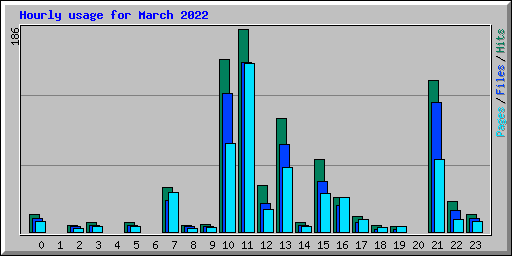 Hourly usage for March 2022
186
Pages / Files / Hits
0 1 2 3 4 5 6 7 8 9 10 11 12 13 14 15 16 17 18 19 20 21 22 23